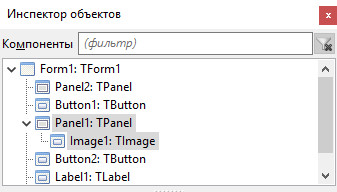 Инспектор объектов
Компоненты (фильтр)
Form1: TForm1
Panel2: TPanel
Button1: TButton
Panel1: TPanel
Image1: TImage
Button2: TButton
Label1: TLabel